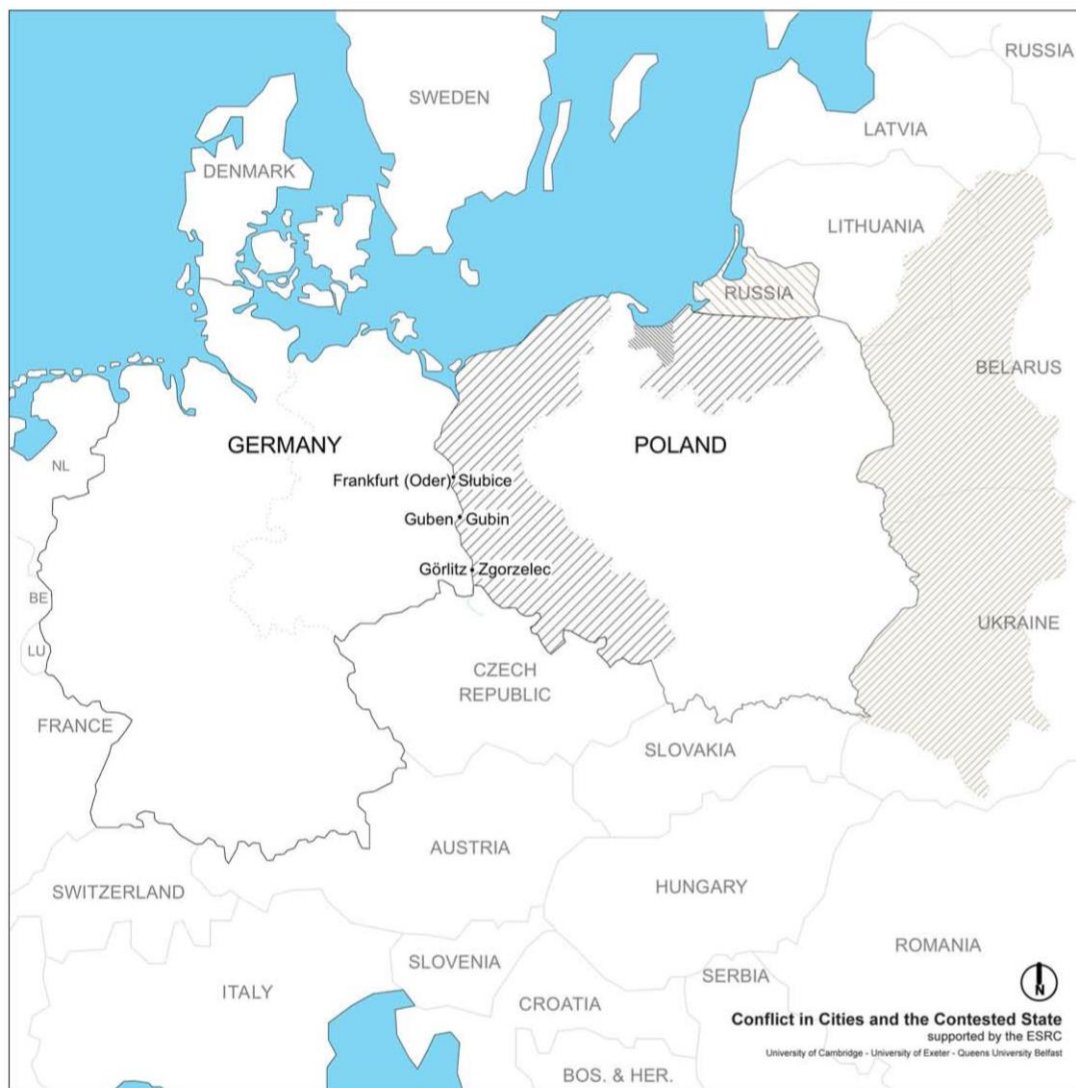 RUSSIA
SWEDEN
LATVIA
DENMARK
LITHUANIA
RUSSIA
BELARUS
GERMANY
POLAND
NL
Frankfurt (Oder) Słubice
Guben Gubin
Görlitz Zgorzelec
BE
UKRAINE
LU
CZECH
REPUBLIC
FRANCE
SLOVAKIA
AUSTRIA
HUNGARY
SWITZERLAND
ROMANIA
SLOVENIA
SERBIA
ITALY
CROATIA
N
Conflict in Cities and the Contested State
supported by the ESRC
University of Cambridge - University of Exeter - Queens University Belfast
BOS. & HER.